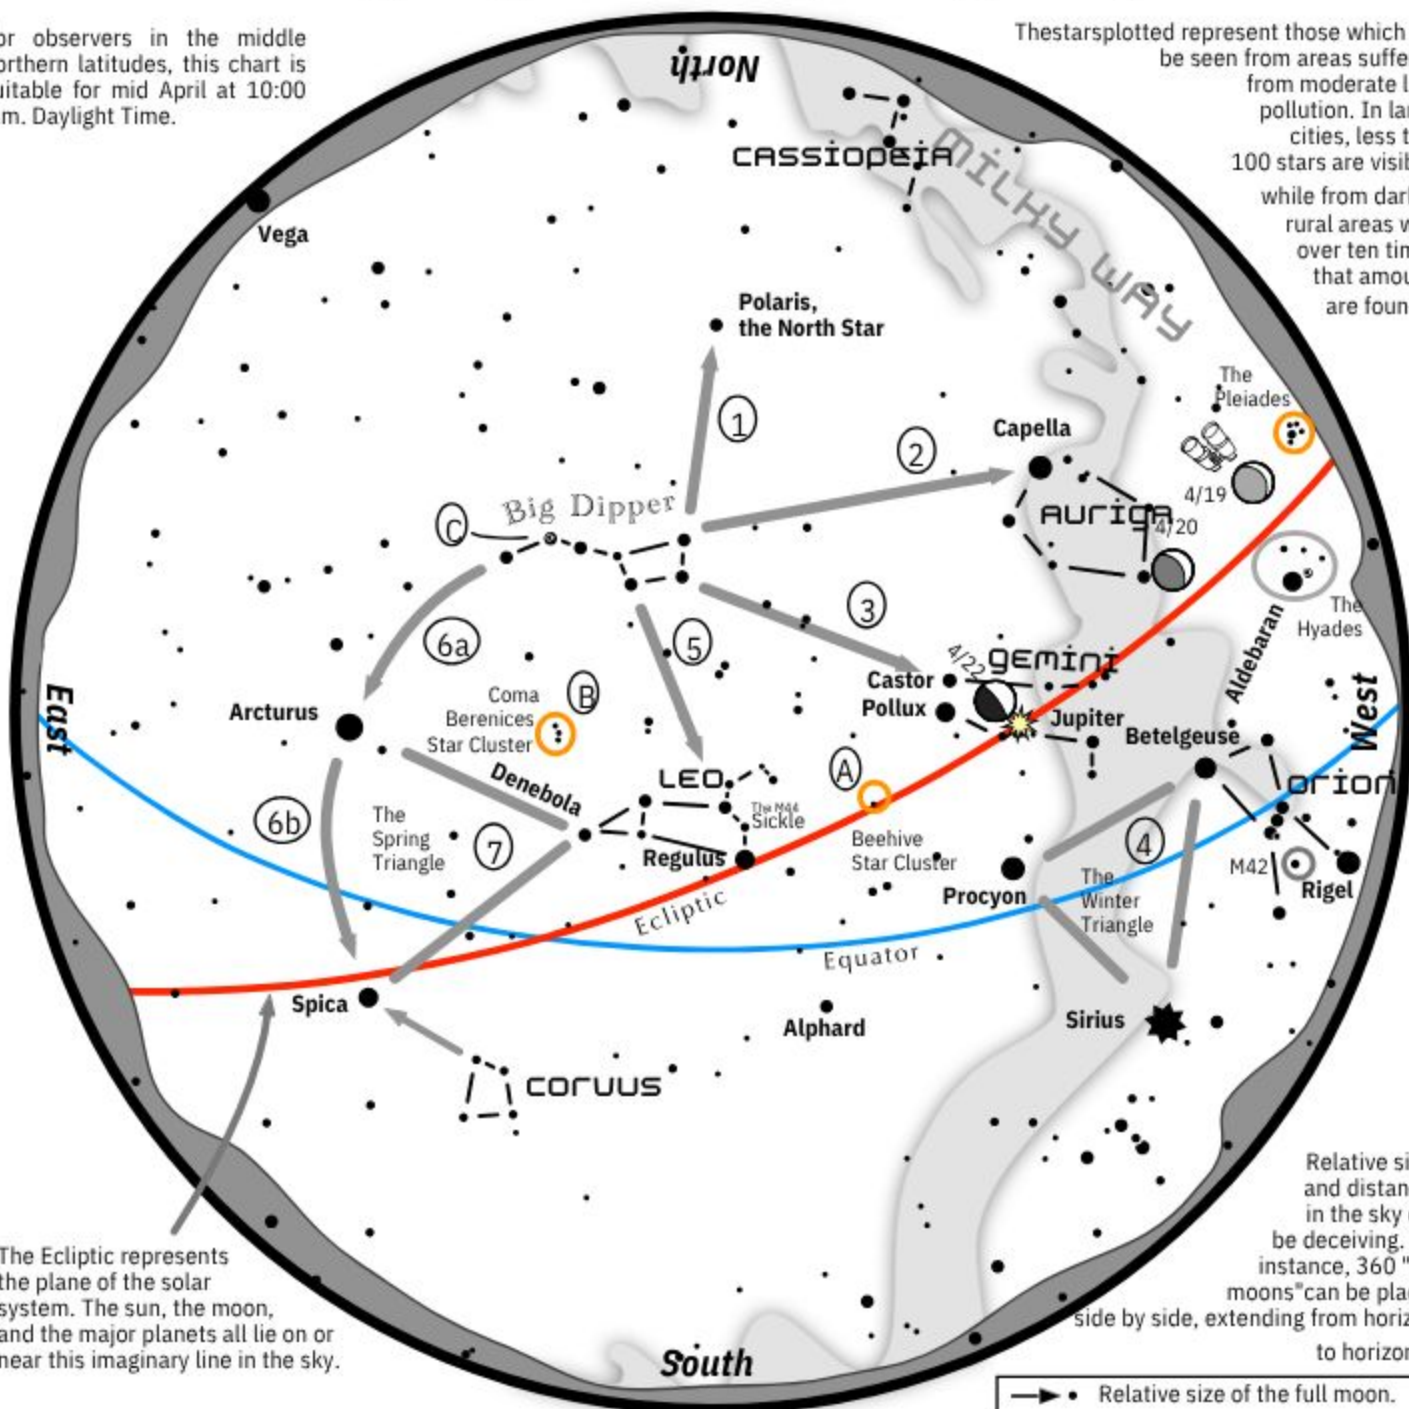 or observers in the middle
orthern latitudes, this chart is
uitable for mid April at 10:00
.m. Daylight Time.
Thestarsplotted represent those which
be seen from areas suffe
from moderate l
pollution. In lar
cities, less t
100 stars are visib
while from dark
rural areas w
over ten tim
that amou
are foun
North
CASSIOPEIA
MILKY WAY
Vega
Polaris,
the North Star
The
Pleiades
1
2
Capella
4/19
Big Dipper
C
AURIGA
4/20
The
Hyades
Aldebaran
3
6a
5
4/22
GEMINI
Castor
Pollux
Jupiter
East
West
Arcturus
Coma
Berenices
Star Cluster
B
Betelgeuse
ORION
Denebola
LEO
A
The M44
Sickle
6b
The
Spring
Triangle
7
Regulus
Beehive
Star Cluster
4
M42
Rigel
Procyon
The
Winter
Triangle
Ecliptic
Equator
Spica
Alphard
Sirius
CORVUS
The Ecliptic represents
the plane of the solar
system. The sun, the moon,
and the major planets all lie on or
near this imaginary line in the sky.
Relative si
and distan
in the sky
be deceiving.
instance, 360 "
moons"can be pla
side by side, extending from horiz
to horizon
South
Relative size of the full moon.